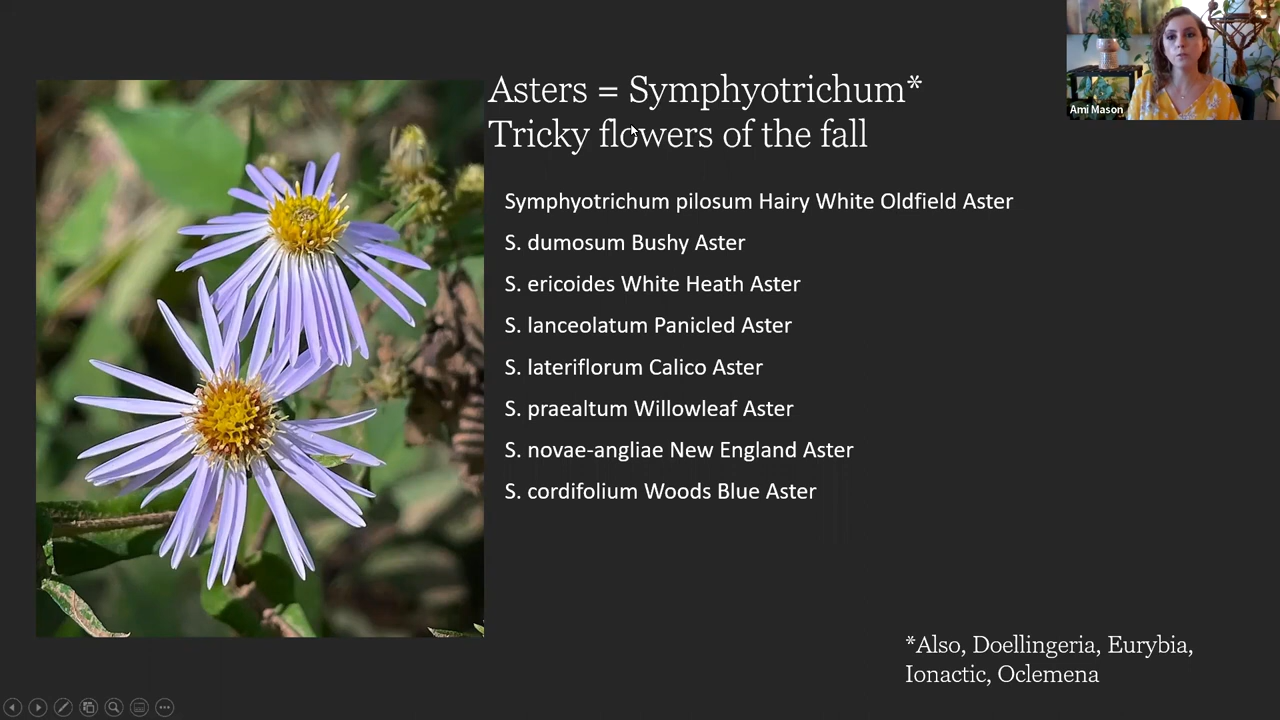 Asters = Symphyotrichum*
Tricky flowers of the fall
Symphyotrichum pilosum Hairy White Oldfield Aster
S. dumosum Bushy Aster
S. ericoides White Heath Aster
S. lanceolatum Panicled Aster
S. lateriflorum Calico Aster
S. praealtum Willowleaf Aster
S. novae-angliae New England Aster
S. cordifolium Woods Blue Aster
*Also, Doellingeria, Eurybia,
Ionactic, Oclemena
Ami Mason